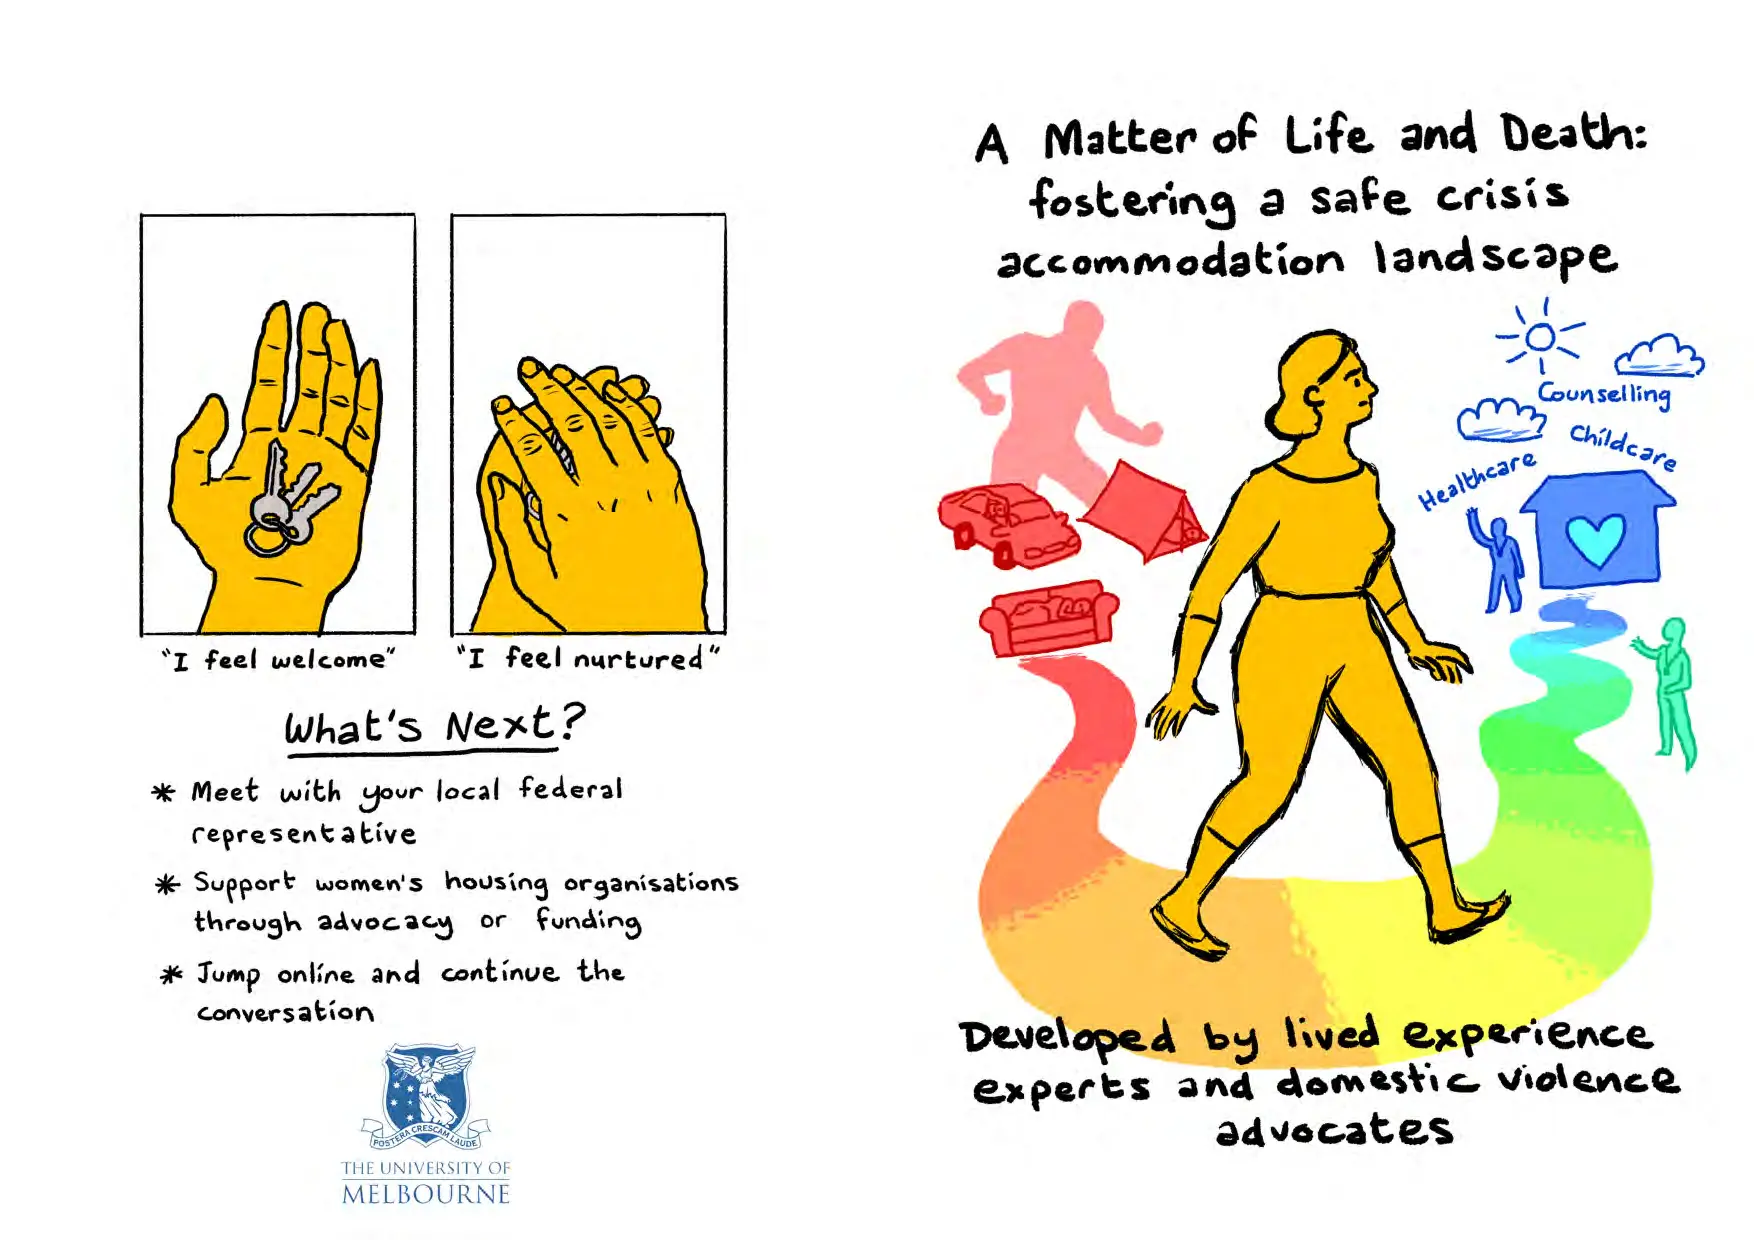 "I feel welcome"
"I feel nurtured"
What's Next?
* Meet with your local federal
representative
* Support women's housing organisations
through advocacy or funding
* Jump online and continue the
conversation
POSTERA CRESCAM LAUDE
THE UNIVERSITY OF
MELBOURNE
A Matter of Life and Death:
fostering a safe crisis
accommodation landscape
Counselling
Childcare
Healthcare
Developed by lived experience
experts and domestic violence
advocates